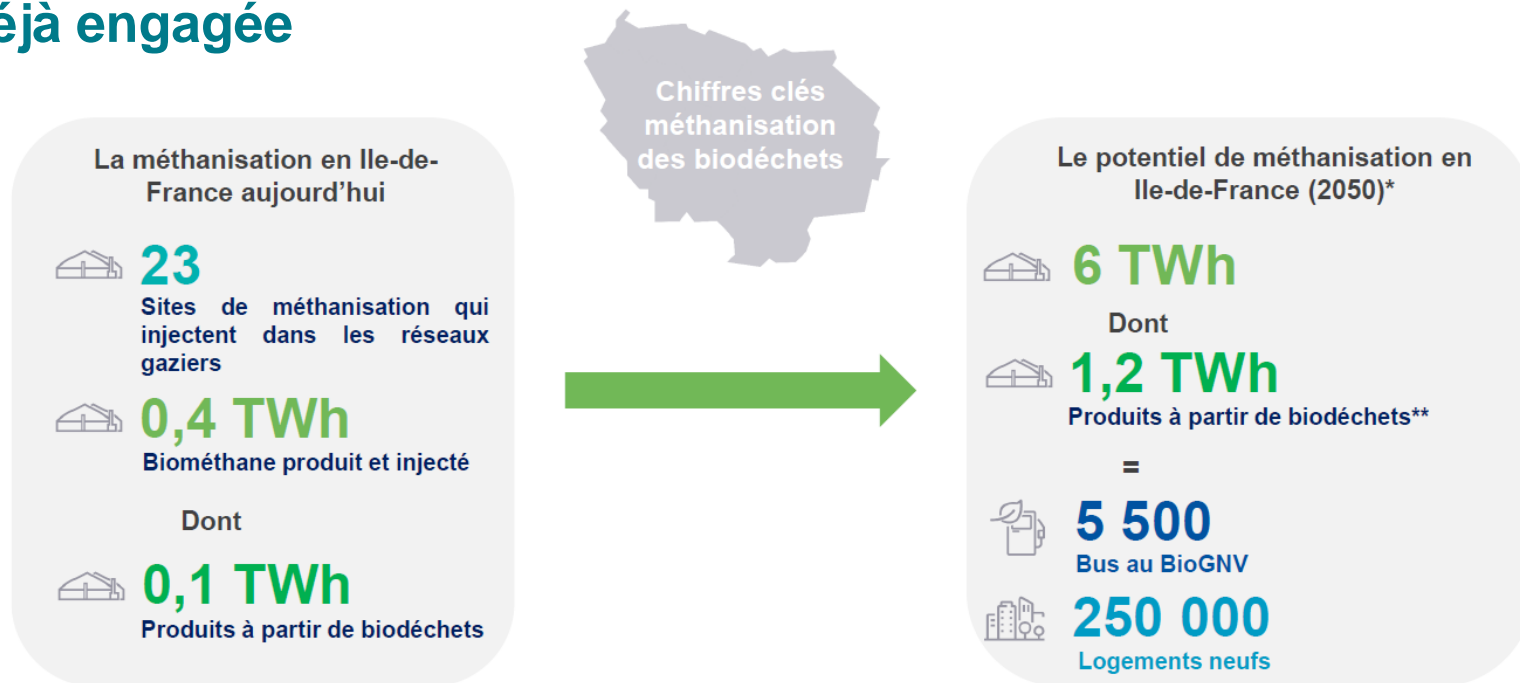 éjà engagée
Chiffres clés
méthanisation
des biodéchets
La méthanisation en Ile-de-
France aujourd’hui
23
Sites de méthanisation qui
injectent dans les réseaux
gaziers
0,4 TWh
Biométhane produit et injecté
Dont
0,1 TWh
Produits à partir de biodéchets
Le potentiel de méthanisation en
Ile-de-France (2050)*
6 TWh
Dont
1,2 TWh
Produits à partir de biodéchets**
=
5 500
Bus au BioGNV
250 000
Logements neufs